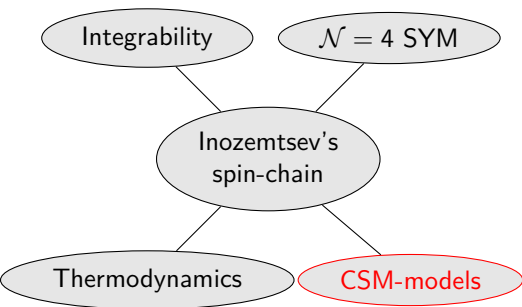 Integrability
𝒩 = 4 SYM
Inozemtsev's
spin-chain
Thermodynamics
CSM-models